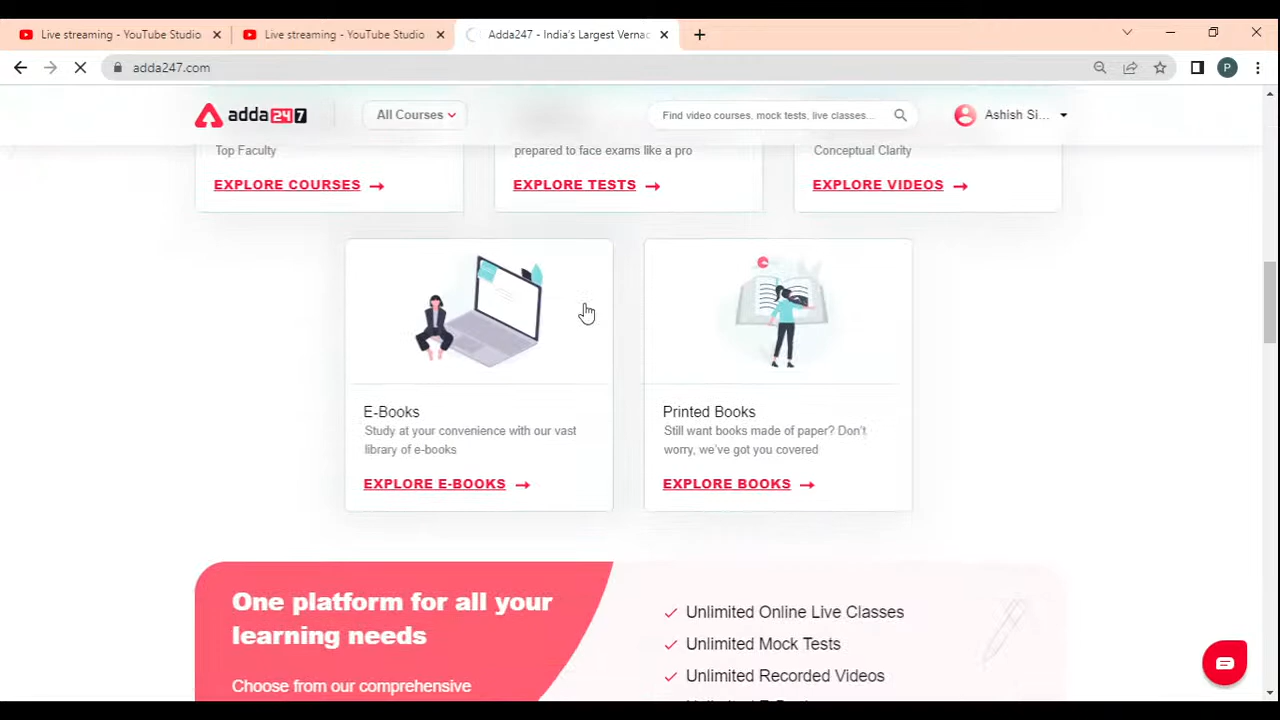 Live streaming - YouTube Studio
Live streaming - YouTube Studio
Adda247 - India's Largest Vernac
adda247.com
P
adda247
All Courses
Find video courses, mock tests, live classes...
Ashish Si...
Top Faculty
prepared to face exams like a pro
Conceptual Clarity
EXPLORE COURSES
EXPLORE TESTS
EXPLORE VIDEOS
E-Books
Study at your convenience with our vast
library of e-books
EXPLORE E-BOOKS
Printed Books
Still want books made of paper? Don't
worry, we've got you covered
EXPLORE BOOKS
One platform for all your
learning needs
Choose from our comprehensive
Unlimited Online Live Classes
Unlimited Mock Tests
Unlimited Recorded Videos